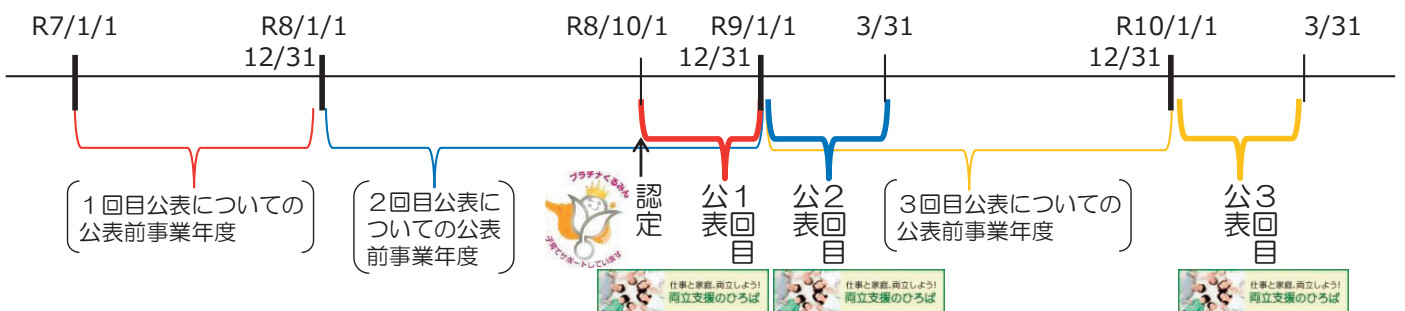 R7/1/1
R8/1/1
R8/10/1
R9/1/1
3/31
R10/1/1
3/31
12/31
12/31
12/31
1回目公表についての
公表前事業年度
2回目公表に
ついての公表
前事業年度
プラチナくるみん
子育てサポートしています
認定
1回目
公表
2回目
公表
3回目公表についての
公表前事業年度
3回目
公表
仕事と家庭、両立しよう!
両立支援のひろば
仕事と家庭、両立しよう!
両立支援のひろば
仕事と家庭、両立しよう!
両立支援のひろば